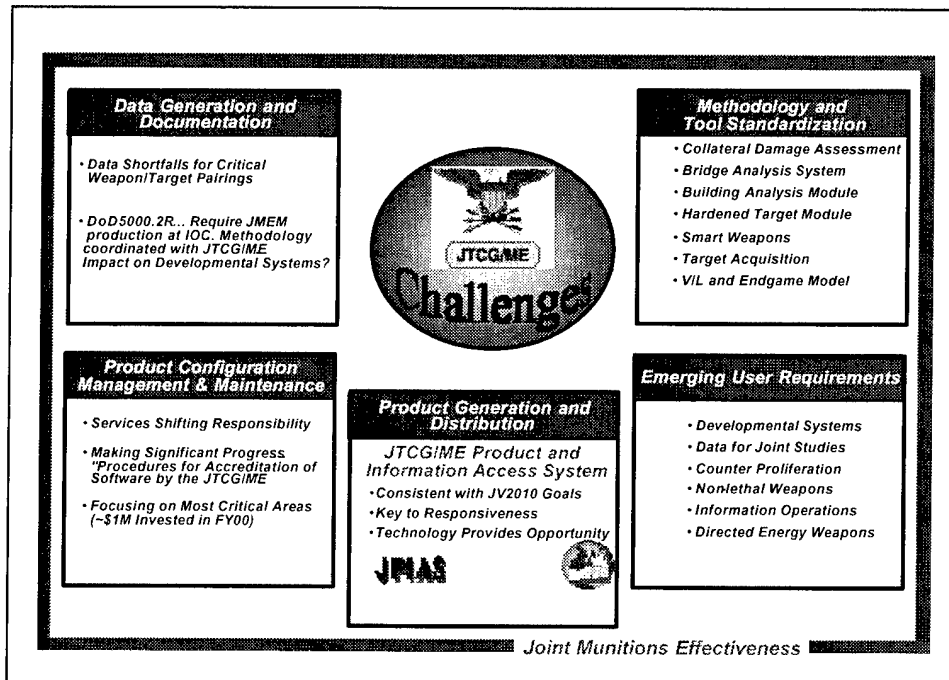 Data Generation and
Documentation
• Data Shortfalls for Critical
Weapon/Target Pairings
• DoD5000.2R... Require JMEM
production at IOC. Methodology
coordinated with JTCG/ME
Impact on Developmental Systems?
JTCG/ME
Challenges
Methodology and
Tool Standardization
• Collateral Damage Assessment
• Bridge Analysis System
• Building Analysis Module
• Hardened Target Module
• Smart Weapons
• Target Acquisition
• V/L and Endgame Model
Product Configuration
Management & Maintenance
• Services Shifting Responsibility
• Making Significant Progress
"Procedures for Accreditation of
Software by the JTCG/ME
• Focusing on Most Critical Areas
(~$1M Invested in FY00)
Product Generation and
Distribution
JTCG/ME Product and
Information Access System
• Consistent with JV2010 Goals
• Key to Responsiveness
• Technology Provides Opportunity
JPIAS
Emerging User Requirements
• Developmental Systems
• Data for Joint Studies
• Counter Proliferation
• Non-lethal Weapons
• Information Operations
• Directed Energy Weapons
Joint Munitions Effectiveness